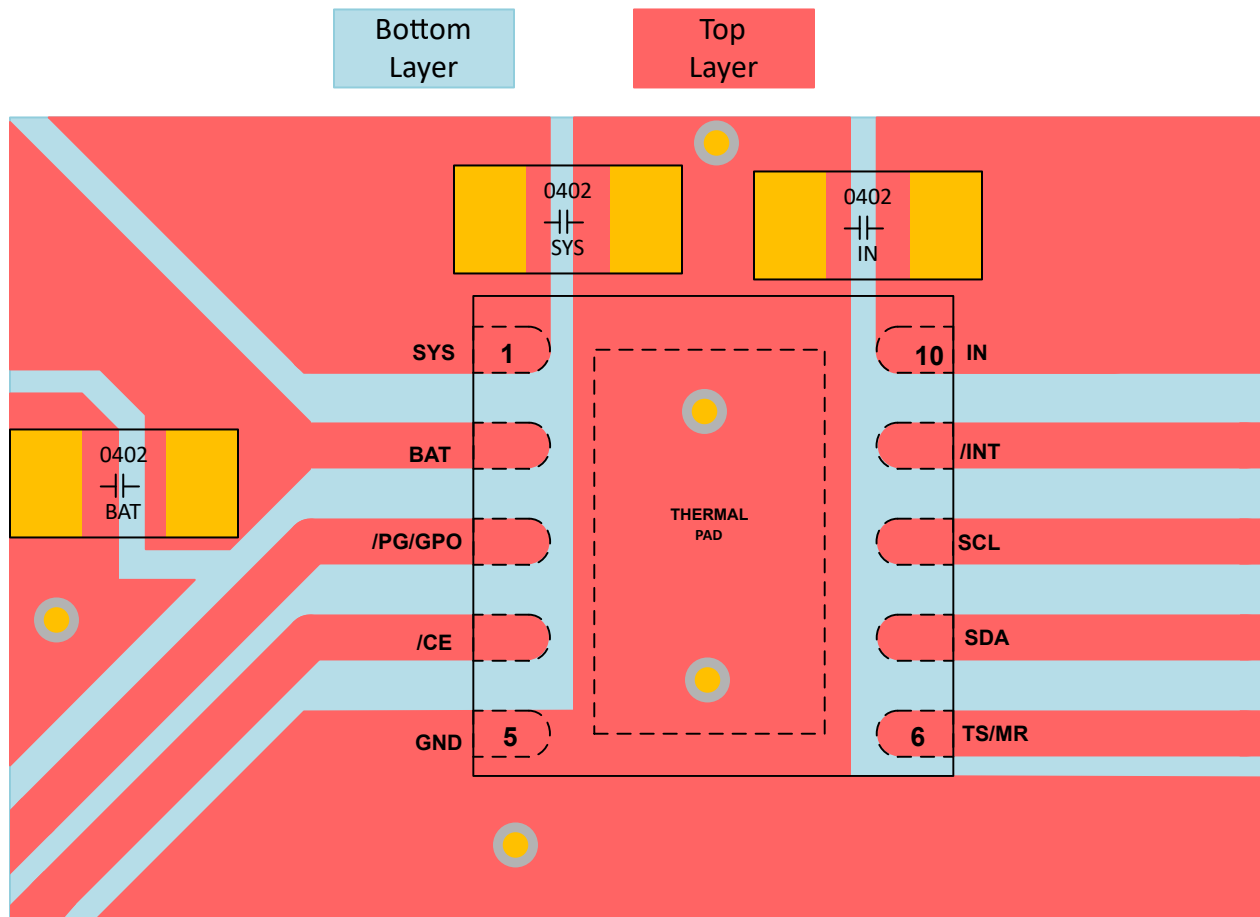 Bottom
Layer
Top
Layer
0402
SYS
0402
IN
SYS
1
10
IN
BAT
/INT
0402
BAT
THERMAL
PAD
/PG/GPO
SCL
/CE
SDA
GND
5
6
TS/MR